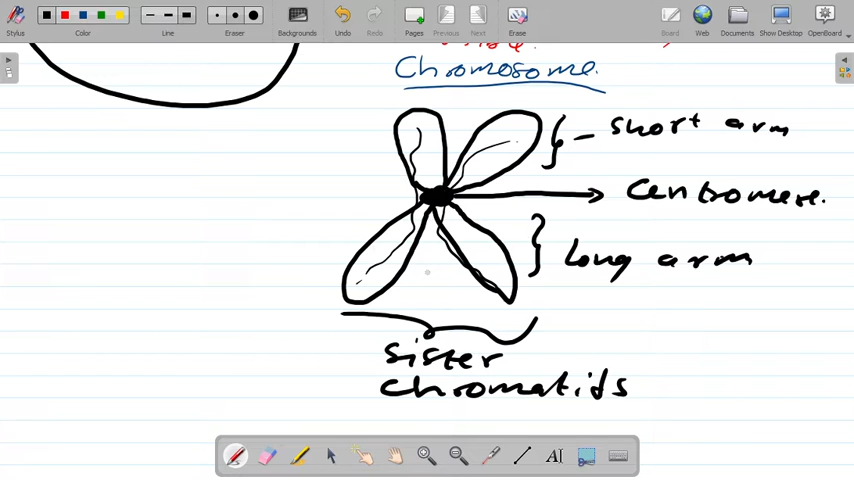 Stylus
Color
Line
Eraser
Backgrounds
Undo
Redo
Pages
Previous
Next
Erase
Board
Web
Documents
Show Desktop
OpenBoard
Chromosome.
short arm
Centromere.
Long arm
Sister
chromatids